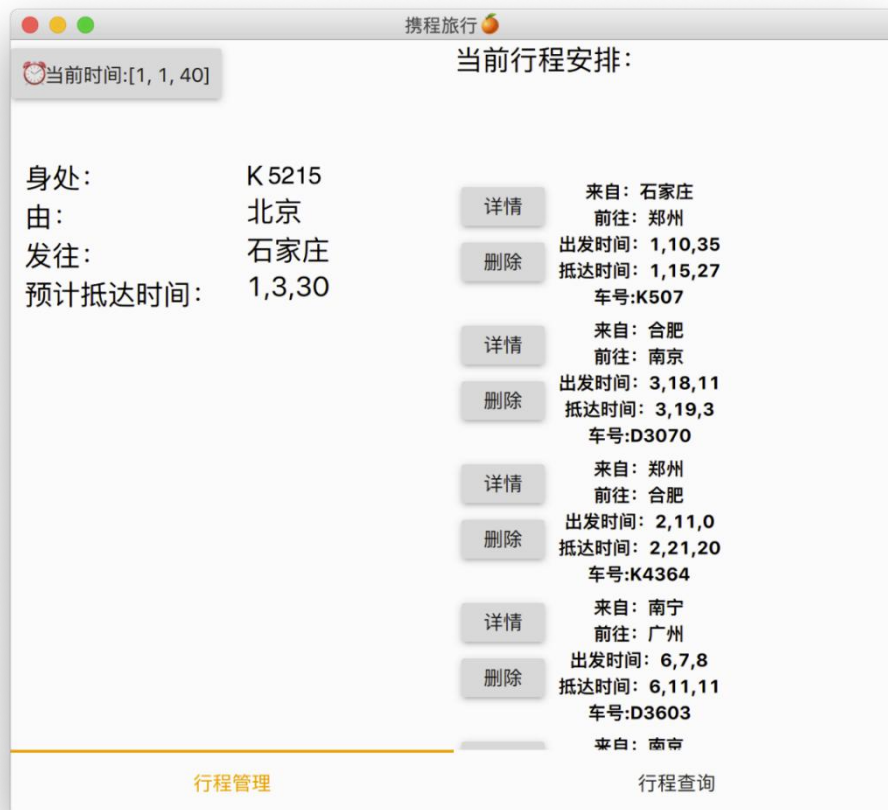 携程旅行🍊
⏰当前时间:[1, 1, 40]
身处： K 5215
由： 北京
发往： 石家庄
预计抵达时间： 1,3,30
当前行程安排：
详情
删除
来自：石家庄
前往：郑州
出发时间：1,10,35
抵达时间：1,15,27
车号:K507
详情
删除
来自：合肥
前往：南京
出发时间：3,18,11
抵达时间：3,19,3
车号:D3070
详情
删除
来自：郑州
前往：合肥
出发时间：2,11,0
抵达时间：2,21,20
车号:K4364
详情
删除
来自：南宁
前往：广州
出发时间：6,7,8
抵达时间：6,11,11
车号:D3603
来自：南京
行程管理
行程查询